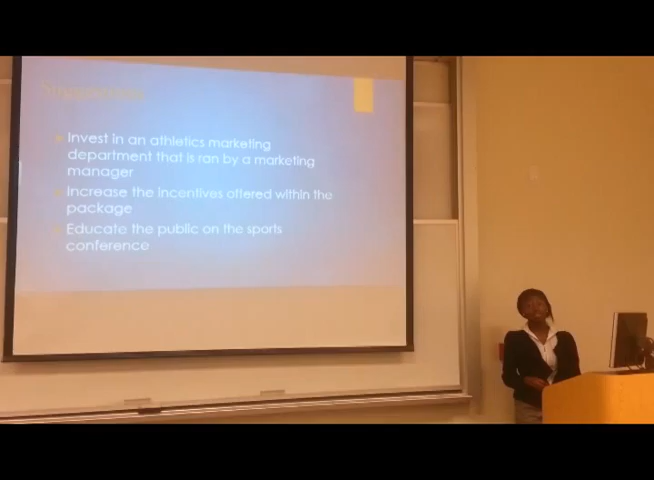 Invest in an athletics marketing
department that is ran by a marketing
manager
Increase the incentives offered within the
package
Educate the public on the sports
conference